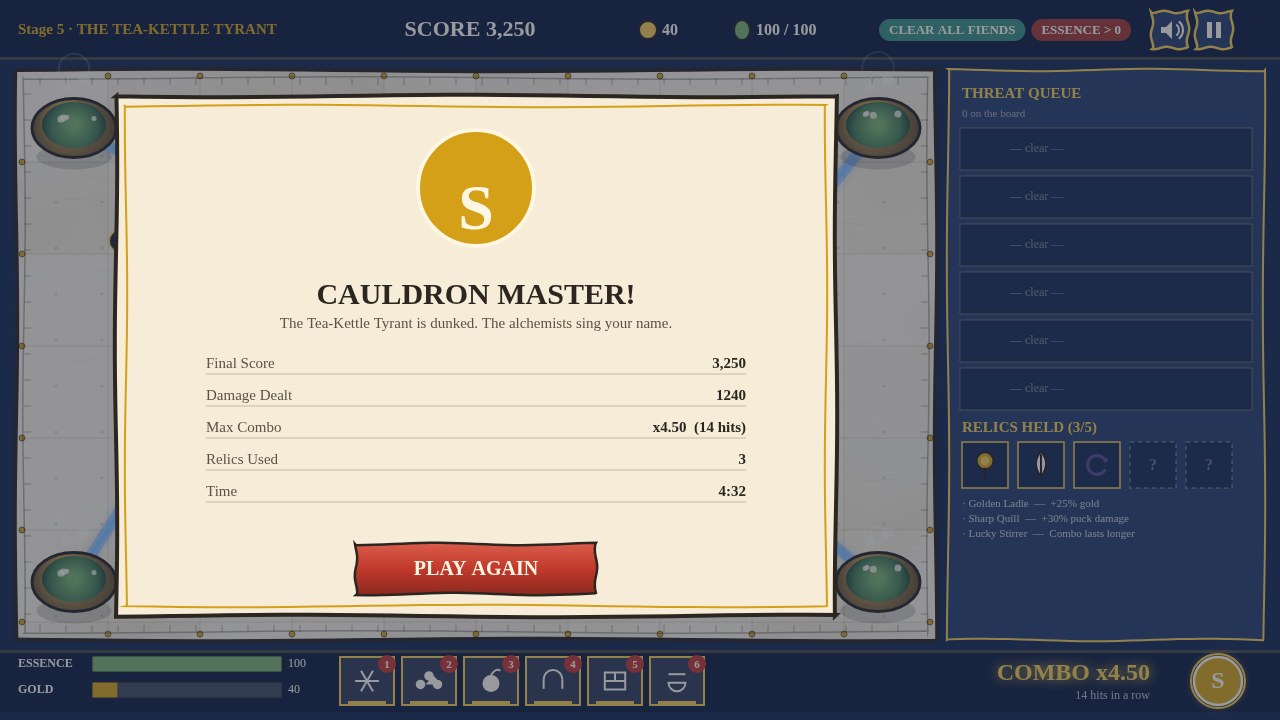 Stage 5 · THE TEA-KETTLE TYRANT
SCORE 3,250
40
100 / 100
CLEAR ALL FIENDS
ESSENCE > 0
S
CAULDRON MASTER!
The Tea-Kettle Tyrant is dunked. The alchemists sing your name.
Final Score 3,250
Damage Dealt 1240
Max Combo x4.50 (14 hits)
Relics Used 3
Time 4:32
PLAY AGAIN
THREAT QUEUE
0 on the board
— clear —
— clear —
— clear —
— clear —
— clear —
— clear —
RELICS HELD (3/5)
? ?
· Golden Ladle — +25% gold
· Sharp Quill — +30% puck damage
· Lucky Stirrer — Combo lasts longer
ESSENCE 100
GOLD 40
1 2 3 4 5 6
COMBO x4.50
14 hits in a row
S